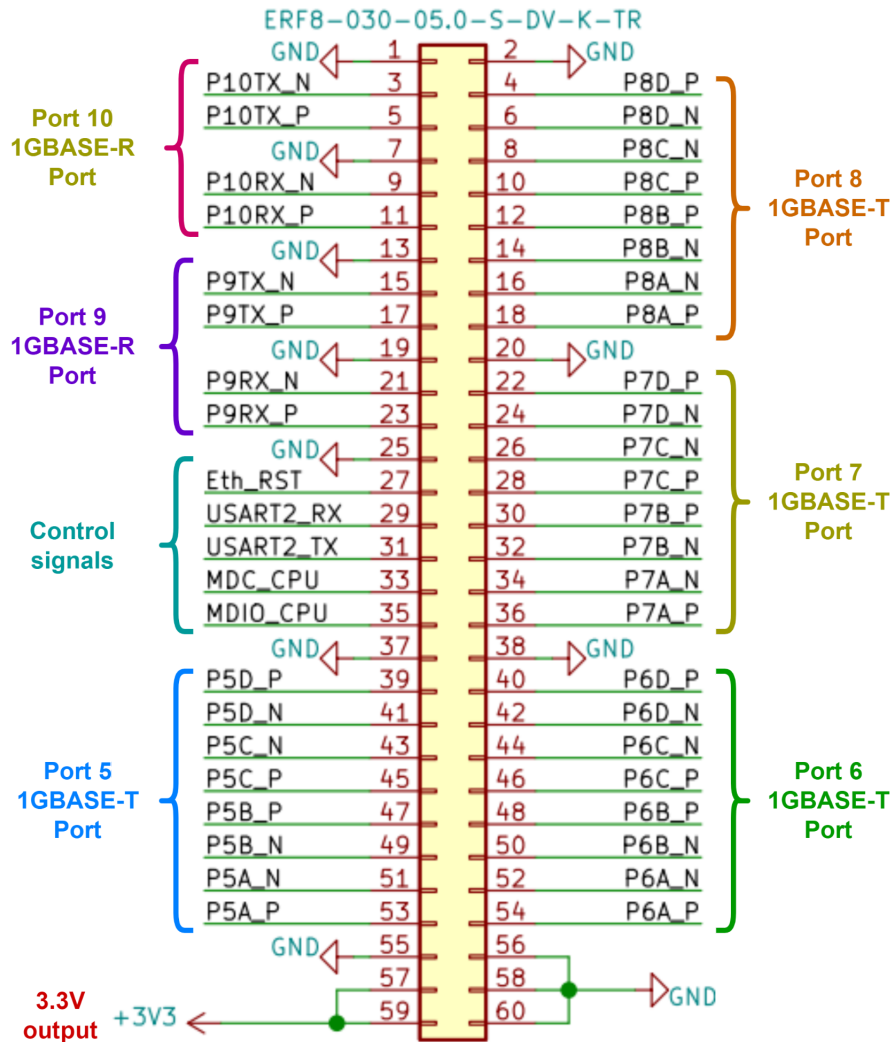 ERF8-030-05.0-S-DV-K-TR
GND 1 2 GND
P10TX_N 3 4 P8D_P
P10TX_P 5 6 P8D_N
GND 7 8 P8C_N
P10RX_N 9 10 P8C_P
P10RX_P 11 12 P8B_P
GND 13 14 P8B_N
P9TX_N 15 16 P8A_N
P9TX_P 17 18 P8A_P
GND 19 20 GND
P9RX_N 21 22 P7D_P
P9RX_P 23 24 P7D_N
GND 25 26 P7C_N
Eth_RST 27 28 P7C_P
USART2_RX 29 30 P7B_P
USART2_TX 31 32 P7B_N
MDC_CPU 33 34 P7A_N
MDIO_CPU 35 36 P7A_P
GND 37 38 GND
P5D_P 39 40 P6D_P
P5D_N 41 42 P6D_N
P5C_N 43 44 P6C_N
P5C_P 45 46 P6C_P
P5B_P 47 48 P6B_P
P5B_N 49 50 P6B_N
P5A_N 51 52 P6A_N
P5A_P 53 54 P6A_P
GND 55 56
57 58 GND
+3V3 59 60
Port 10
1GBASE-R
Port
Port 9
1GBASE-R
Port
Control
signals
Port 5
1GBASE-T
Port
3.3V
output
Port 8
1GBASE-T
Port
Port 7
1GBASE-T
Port
Port 6
1GBASE-T
Port